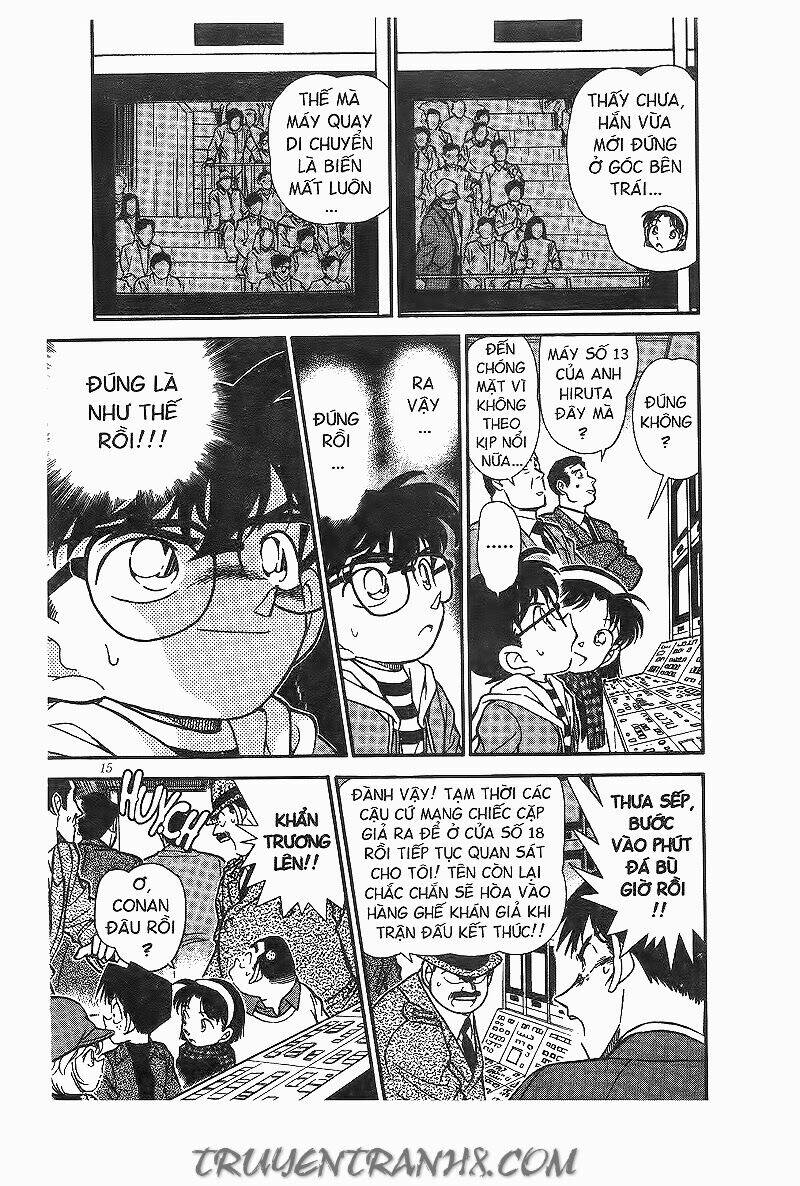 THẤY CHƯA,
HẮN VỪA
MỚI ĐỨNG
Ở GÓC BÊN
TRÁI...
THẾ MÀ
MÁY QUAY
DI CHUYỂN
LÀ BIẾN
MẤT LUÔN
...
ĐÚNG
KHÔNG?
MÁY SỐ 13
CỦA ANH
HIRUTA
ĐÂY MÀ
?
ĐẾN
CHÓNG
MẶT VÌ
KHÔNG
THEO
KỊP NỔI
NỮA...
......
RA
VẬY
...
ĐÚNG
RỒI
...
ĐÚNG LÀ
NHƯ THẾ
RỒI!!!
15
THƯA SẾP,
BƯỚC
VÀO PHÚT
ĐÁ BÙ
GIỜ RỒI
!!
ĐÀNH VẬY! TẠM THỜI CÁC
CẬU CỨ MANG CHIẾC CẶP
GIẢ RA ĐỂ Ở CỬA SỐ 18
RỒI TIẾP TỤC QUAN SÁT
CHO TÔI! TÊN CÒN LẠI
CHẮC CHẮN SẼ HÒA VÀO
HÀNG GHẾ KHÁN GIẢ KHI
TRẬN ĐẤU KẾT THÚC!!
KHẨN
TRƯƠNG
LÊN!!
HUỴCH
Ơ,
CONAN
ĐÂU RỒI
?
TRUYENTRANH8.COM